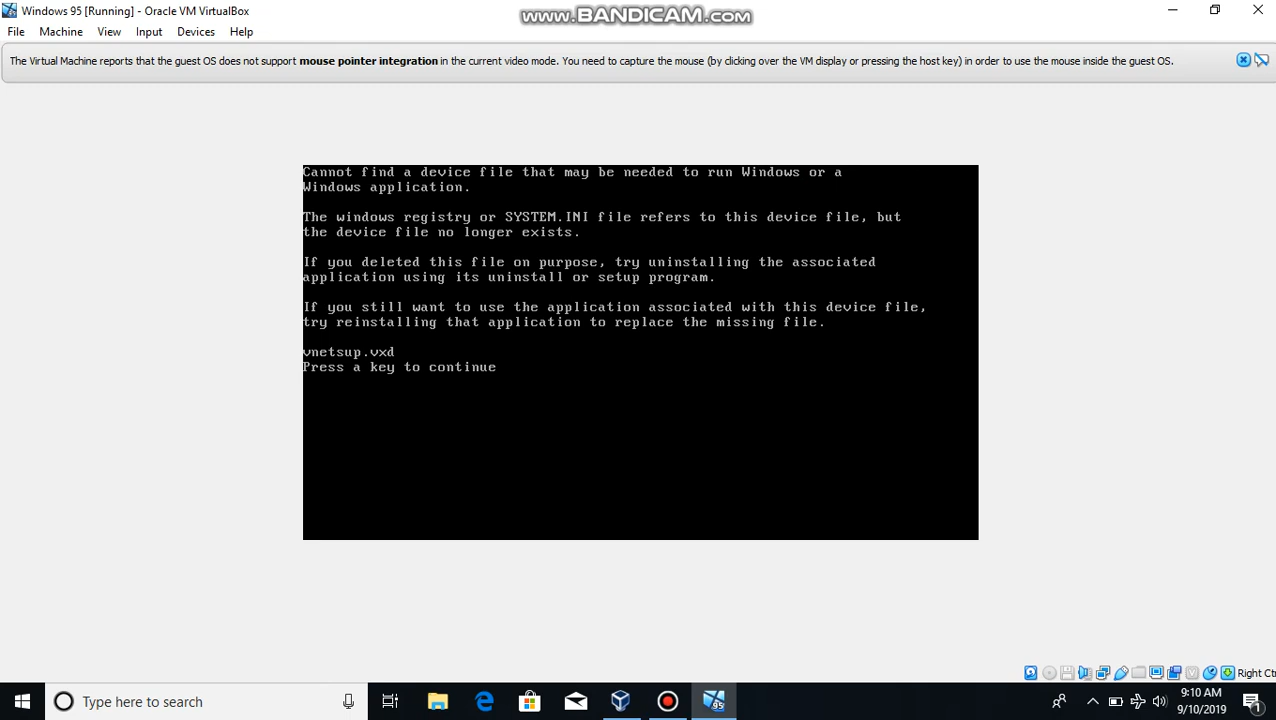 Windows 95 [Running] - Oracle VM VirtualBox
www.BANDICAM.com
File Machine View Input Devices Help
The Virtual Machine reports that the guest OS does not support mouse pointer integration in the current video mode. You need to capture the mouse (by clicking over the VM display or pressing the host key) in order to use the mouse inside the guest OS.
Cannot find a device file that may be needed to run Windows or a
Windows application.
The windows registry or SYSTEM.INI file refers to this device file, but
the device file no longer exists.
If you deleted this file on purpose, try uninstalling the associated
application using its uninstall or setup program.
If you still want to use the application associated with this device file,
try reinstalling that application to replace the missing file.
vnetsup.vxd
Press a key to continue
Right Ct
Type here to search
95
9:10 AM
9/10/2019
1